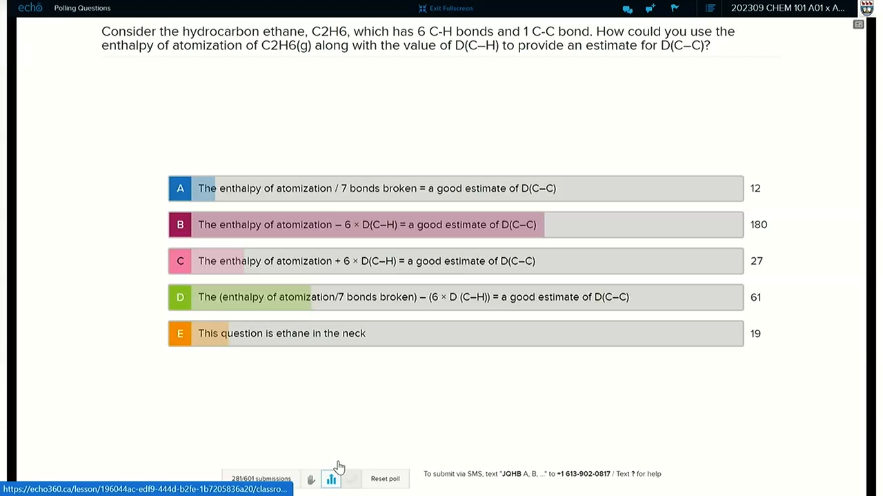 echo Polling Questions Exit Fullscreen 202309 CHEM 101 A01 x A...
Consider the hydrocarbon ethane, C2H6, which has 6 C-H bonds and 1 C-C bond. How could you use the
enthalpy of atomization of C2H6(g) along with the value of D(C–H) to provide an estimate for D(C–C)?
A The enthalpy of atomization / 7 bonds broken = a good estimate of D(C–C) 12
B The enthalpy of atomization – 6 × D(C–H) = a good estimate of D(C–C) 180
C The enthalpy of atomization + 6 × D(C–H) = a good estimate of D(C–C) 27
D The (enthalpy of atomization/7 bonds broken) – (6 × D (C–H)) = a good estimate of D(C–C) 61
E This question is ethane in the neck 19
281/601 submissions Reset poll To submit via SMS, text "JQHB A, B, ..." to +1 613-902-0817 / Text ? for help
https://echo360.ca/lesson/196044ac-edf9-444d-b2fe-1b7205836a20/classro...